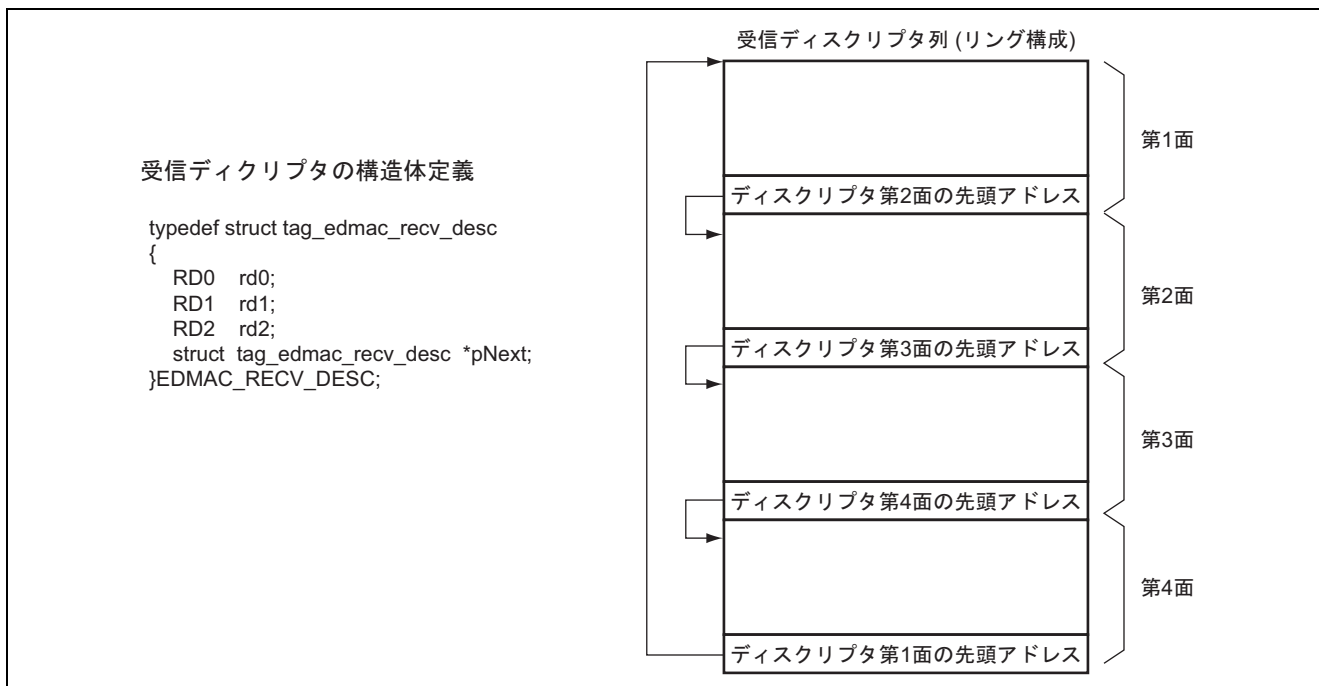 受信ディスクリプタ列 (リング構成)
第1面
受信ディクリプタの構造体定義
ディスクリプタ第2面の先頭アドレス
typedef struct tag_edmac_recv_desc
{
RD0 rd0;
RD1 rd1;
RD2 rd2;
struct tag_edmac_recv_desc *pNext;
}EDMAC_RECV_DESC;
第2面
ディスクリプタ第3面の先頭アドレス
第3面
ディスクリプタ第4面の先頭アドレス
第4面
ディスクリプタ第1面の先頭アドレス